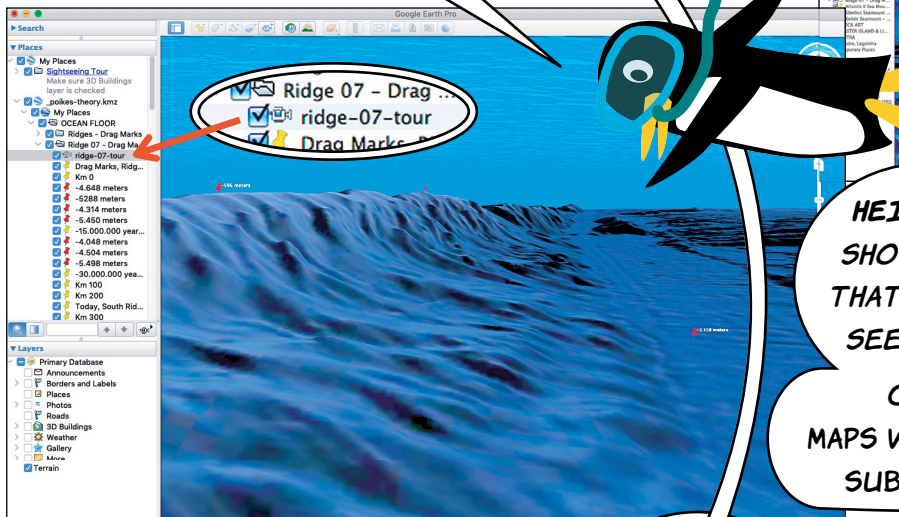 Google Earth Pro
Search
Places
My Places
Sightseeing Tour
Make sure 3D Buildings
layer is checked
_poikes-theory.kmz
My Places
OCEAN FLOOR
Ridges - Drag Marks
Ridge 07 - Drag Ma...
ridge-07-tour
Drag Marks, Ridg...
Km 0
-4.648 meters
-5288 meters
-4.314 meters
-5.450 meters
-15.000.000 year...
-4.048 meters
-4.504 meters
-5.498 meters
-30.000.000 yea...
Km 100
Km 200
Today, South Rid...
Km 300
Layers
Primary Database
Announcements
Borders and Labels
Places
Photos
Roads
3D Buildings
Weather
Gallery
More
Terrain
Ridge 07 - Drag ...
ridge-07-tour
Drag Marks
-596 meters
meters
HEI
SHO
THAT
SEE
MAPS
SUB